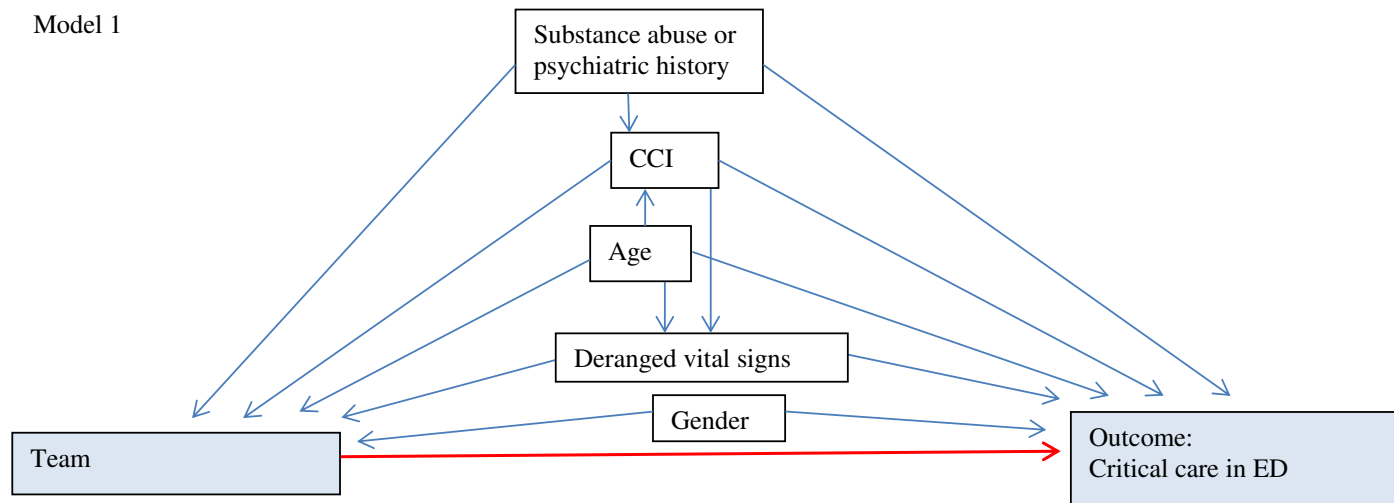 Model 1
Substance abuse or
psychiatric history
CCI
Age
Deranged vital signs
Gender
Team
Outcome:
Critical care in ED